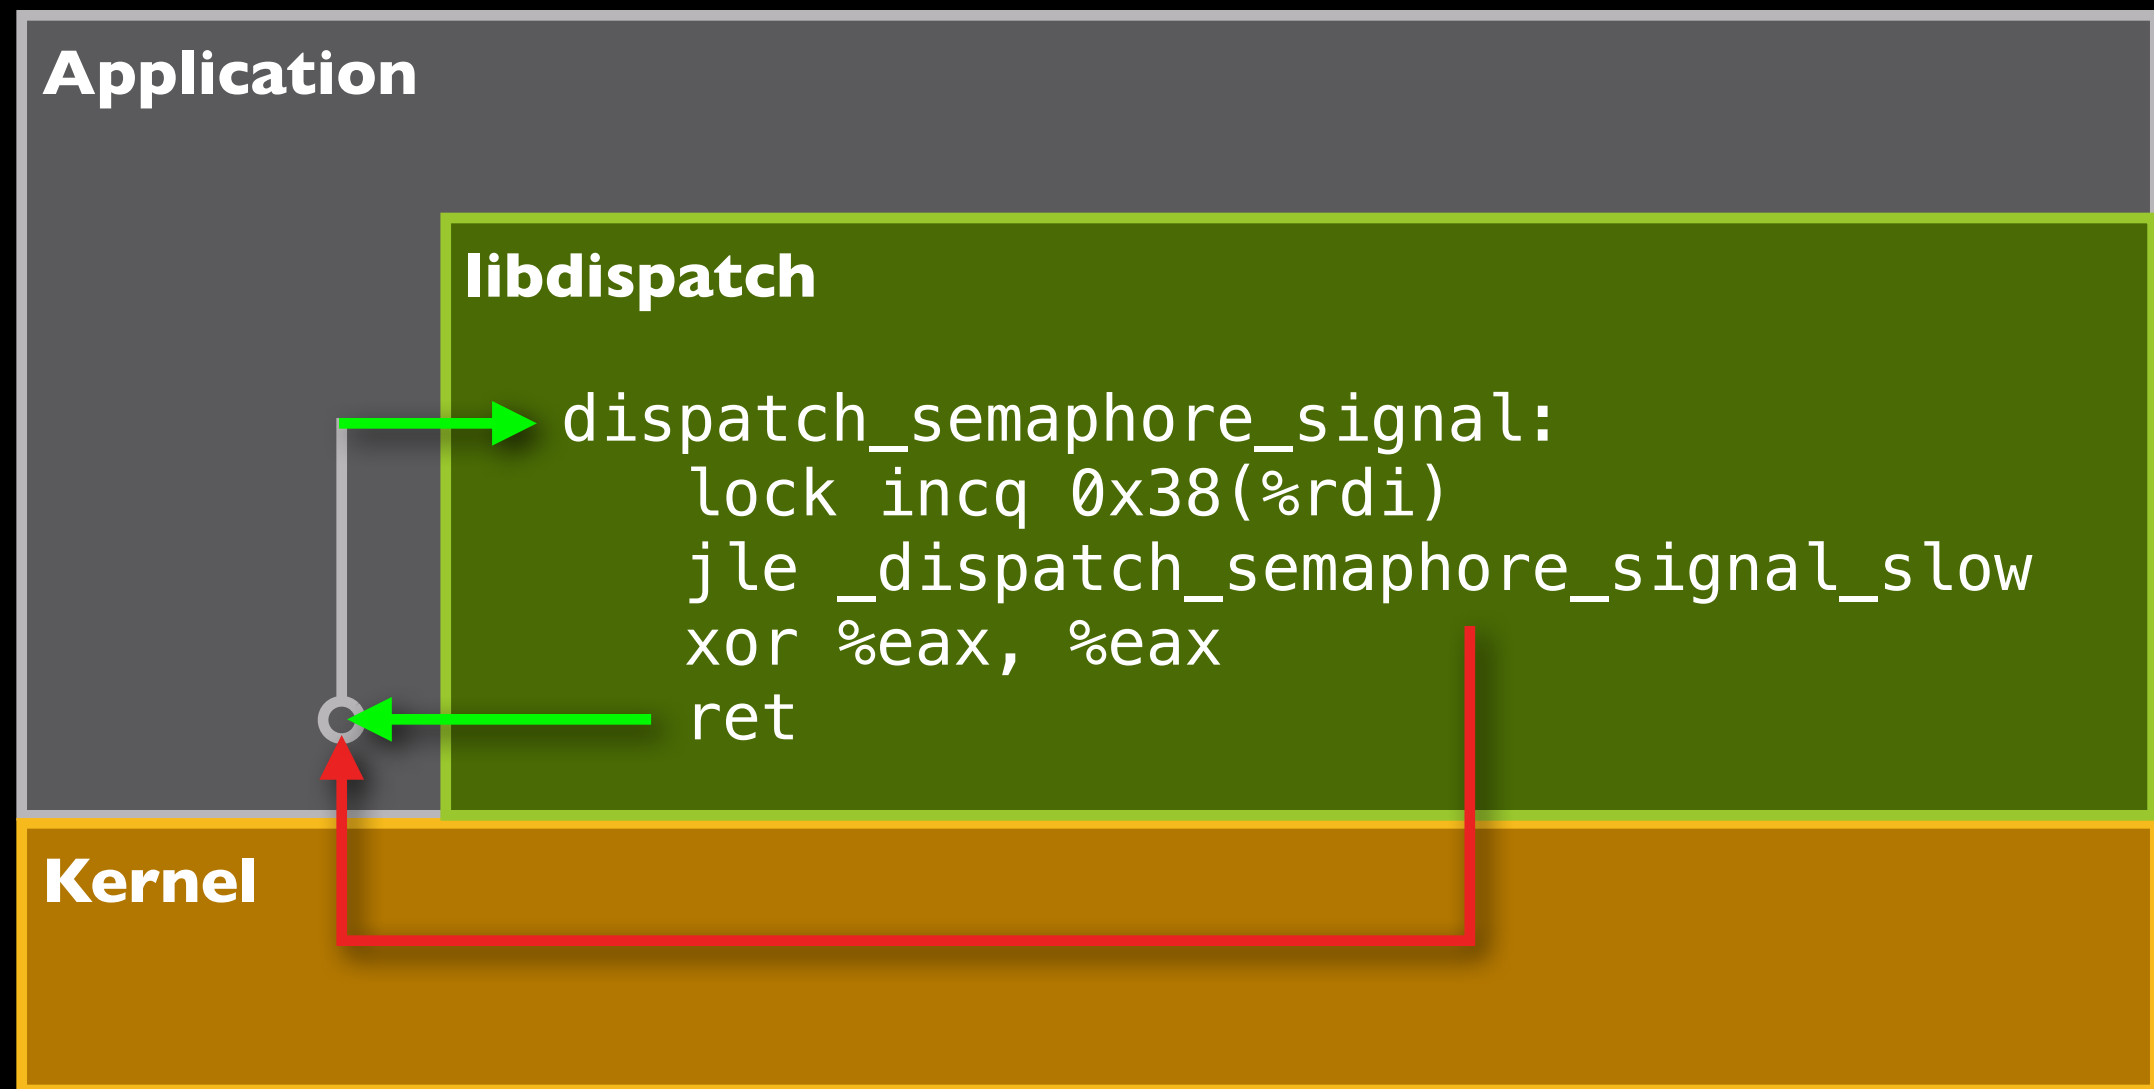 Application
libdispatch
dispatch_semaphore_signal:
lock incq 0x38(%rdi)
jle _dispatch_semaphore_signal_slow
xor %eax, %eax
ret
Kernel